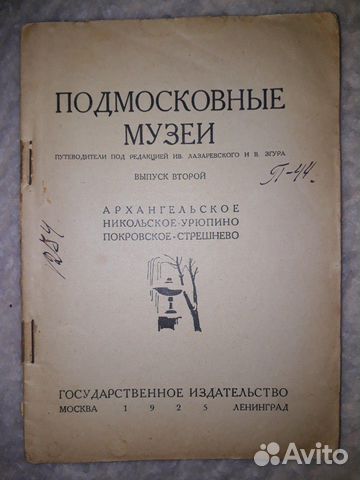 ПОДМОСКОВНЫЕ
МУЗЕИ
ПУТЕВОДИТЕЛИ ПОД РЕДАКЦИЕЙ ИВ. ЛАЗАРЕВСКОГО И В. ЗГУРА
ВЫПУСК ВТОРОЙ
П-44.
1284
АРХАНГЕЛЬСКОЕ
НИКОЛЬСКОЕ-УРЮПИНО
ПОКРОВСКОЕ-СТРЕШНЕВО
ГОСУДАРСТВЕННОЕ ИЗДАТЕЛЬСТВО
МОСКВА 1925 ЛЕНИНГРАД
Avito